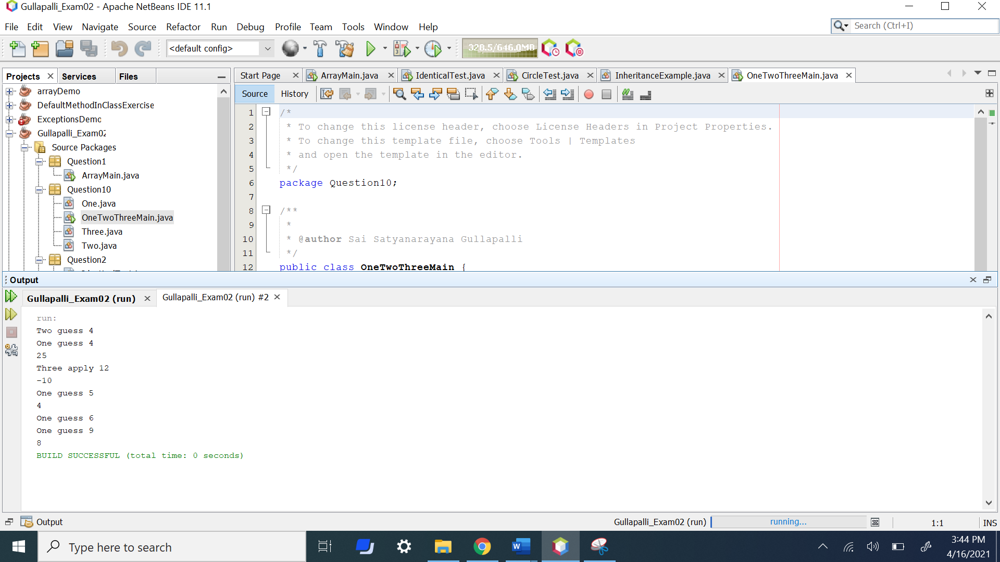 Gullapalli_Exam02 - Apache NetBeans IDE 11.1
File Edit View Navigate Source Refactor Run Debug Profile Team Tools Window Help
Search (Ctrl+I)
<default config>
328.5/646.0MB
Projects Services Files
Start Page ArrayMain.java IdenticalTest.java CircleTest.java InheritanceExample.java OneTwoThreeMain.java
Source History
arrayDemo
DefaultMethodInClassExercise
ExceptionsDemo
Gullapalli_Exam02
Source Packages
Question1
ArrayMain.java
Question10
One.java
OneTwoThreeMain.java
Three.java
Two.java
Question2
1 /*
2 * To change this license header, choose License Headers in Project Properties.
3 * To change this template file, choose Tools | Templates
4 * and open the template in the editor.
5 */
6 package Question10;
7
8 /**
9 *
10 * @author Sai Satyanarayana Gullapalli
11 */
12 public class OneTwoThreeMain {
Output
Gullapalli_Exam02 (run) Gullapalli_Exam02 (run) #2
run:
Two guess 4
One guess 4
25
Three apply 12
-10
One guess 5
4
One guess 6
One guess 9
8
BUILD SUCCESSFUL (total time: 0 seconds)
Output
Gullapalli_Exam02 (run) running... 1:1 INS
Type here to search
3:44 PM
4/16/2021